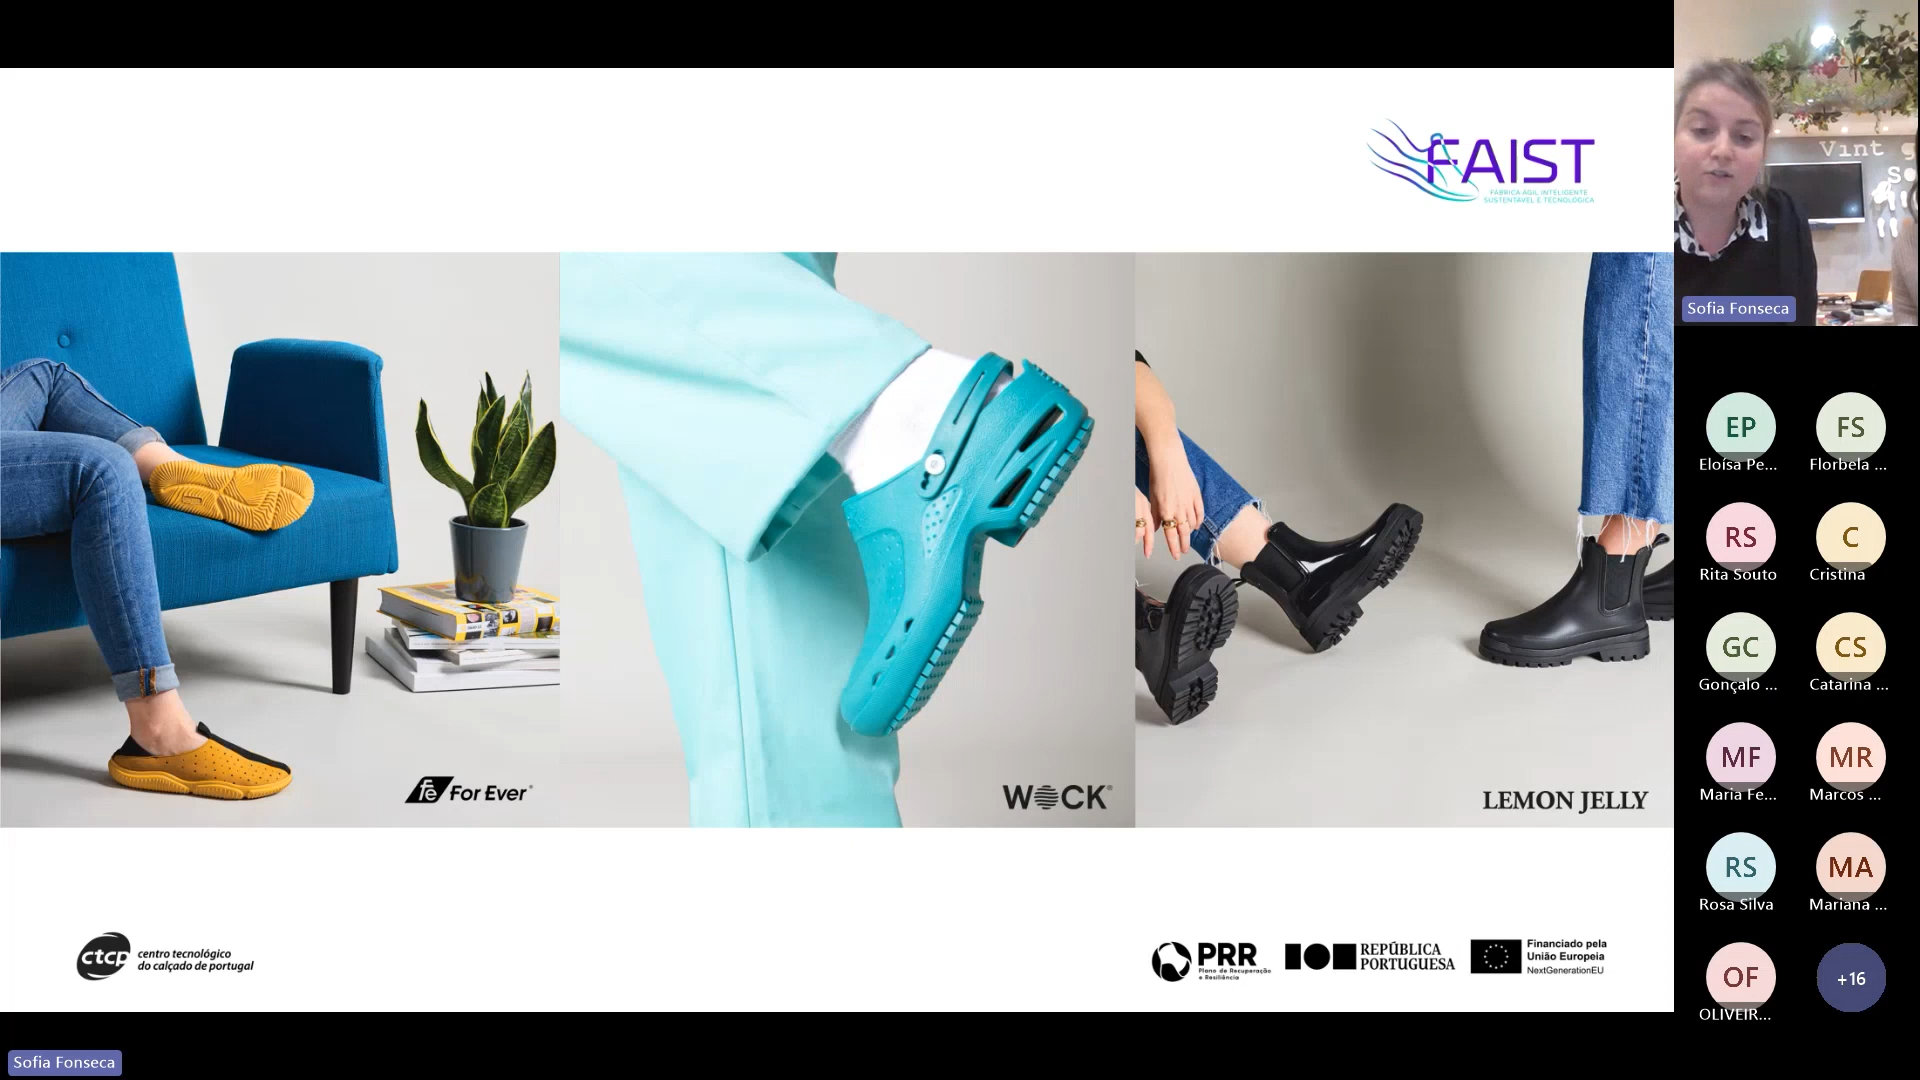 FAIST
FÁBRICA ÁGIL INTELIGENTE
SUSTENTÁVEL E TECNOLÓGICA
fe For Ever®
WOCK®
LEMON JELLY
ctcp
centro tecnológico
do calçado de portugal
PRR
Plano de Recuperação
e Resiliência
REPÚBLICA
PORTUGUESA
Financiado pela
União Europeia
NextGenerationEU
Sofia Fonseca
Sofia Fonseca
EP
FS
Eloísa Pe...
Florbela ...
RS
C
Rita Souto
Cristina
GC
CS
Gonçalo ...
Catarina ...
MF
MR
Maria Fe...
Marcos ...
RS
MA
Rosa Silva
Mariana ...
OF
+16
OLIVEIR...